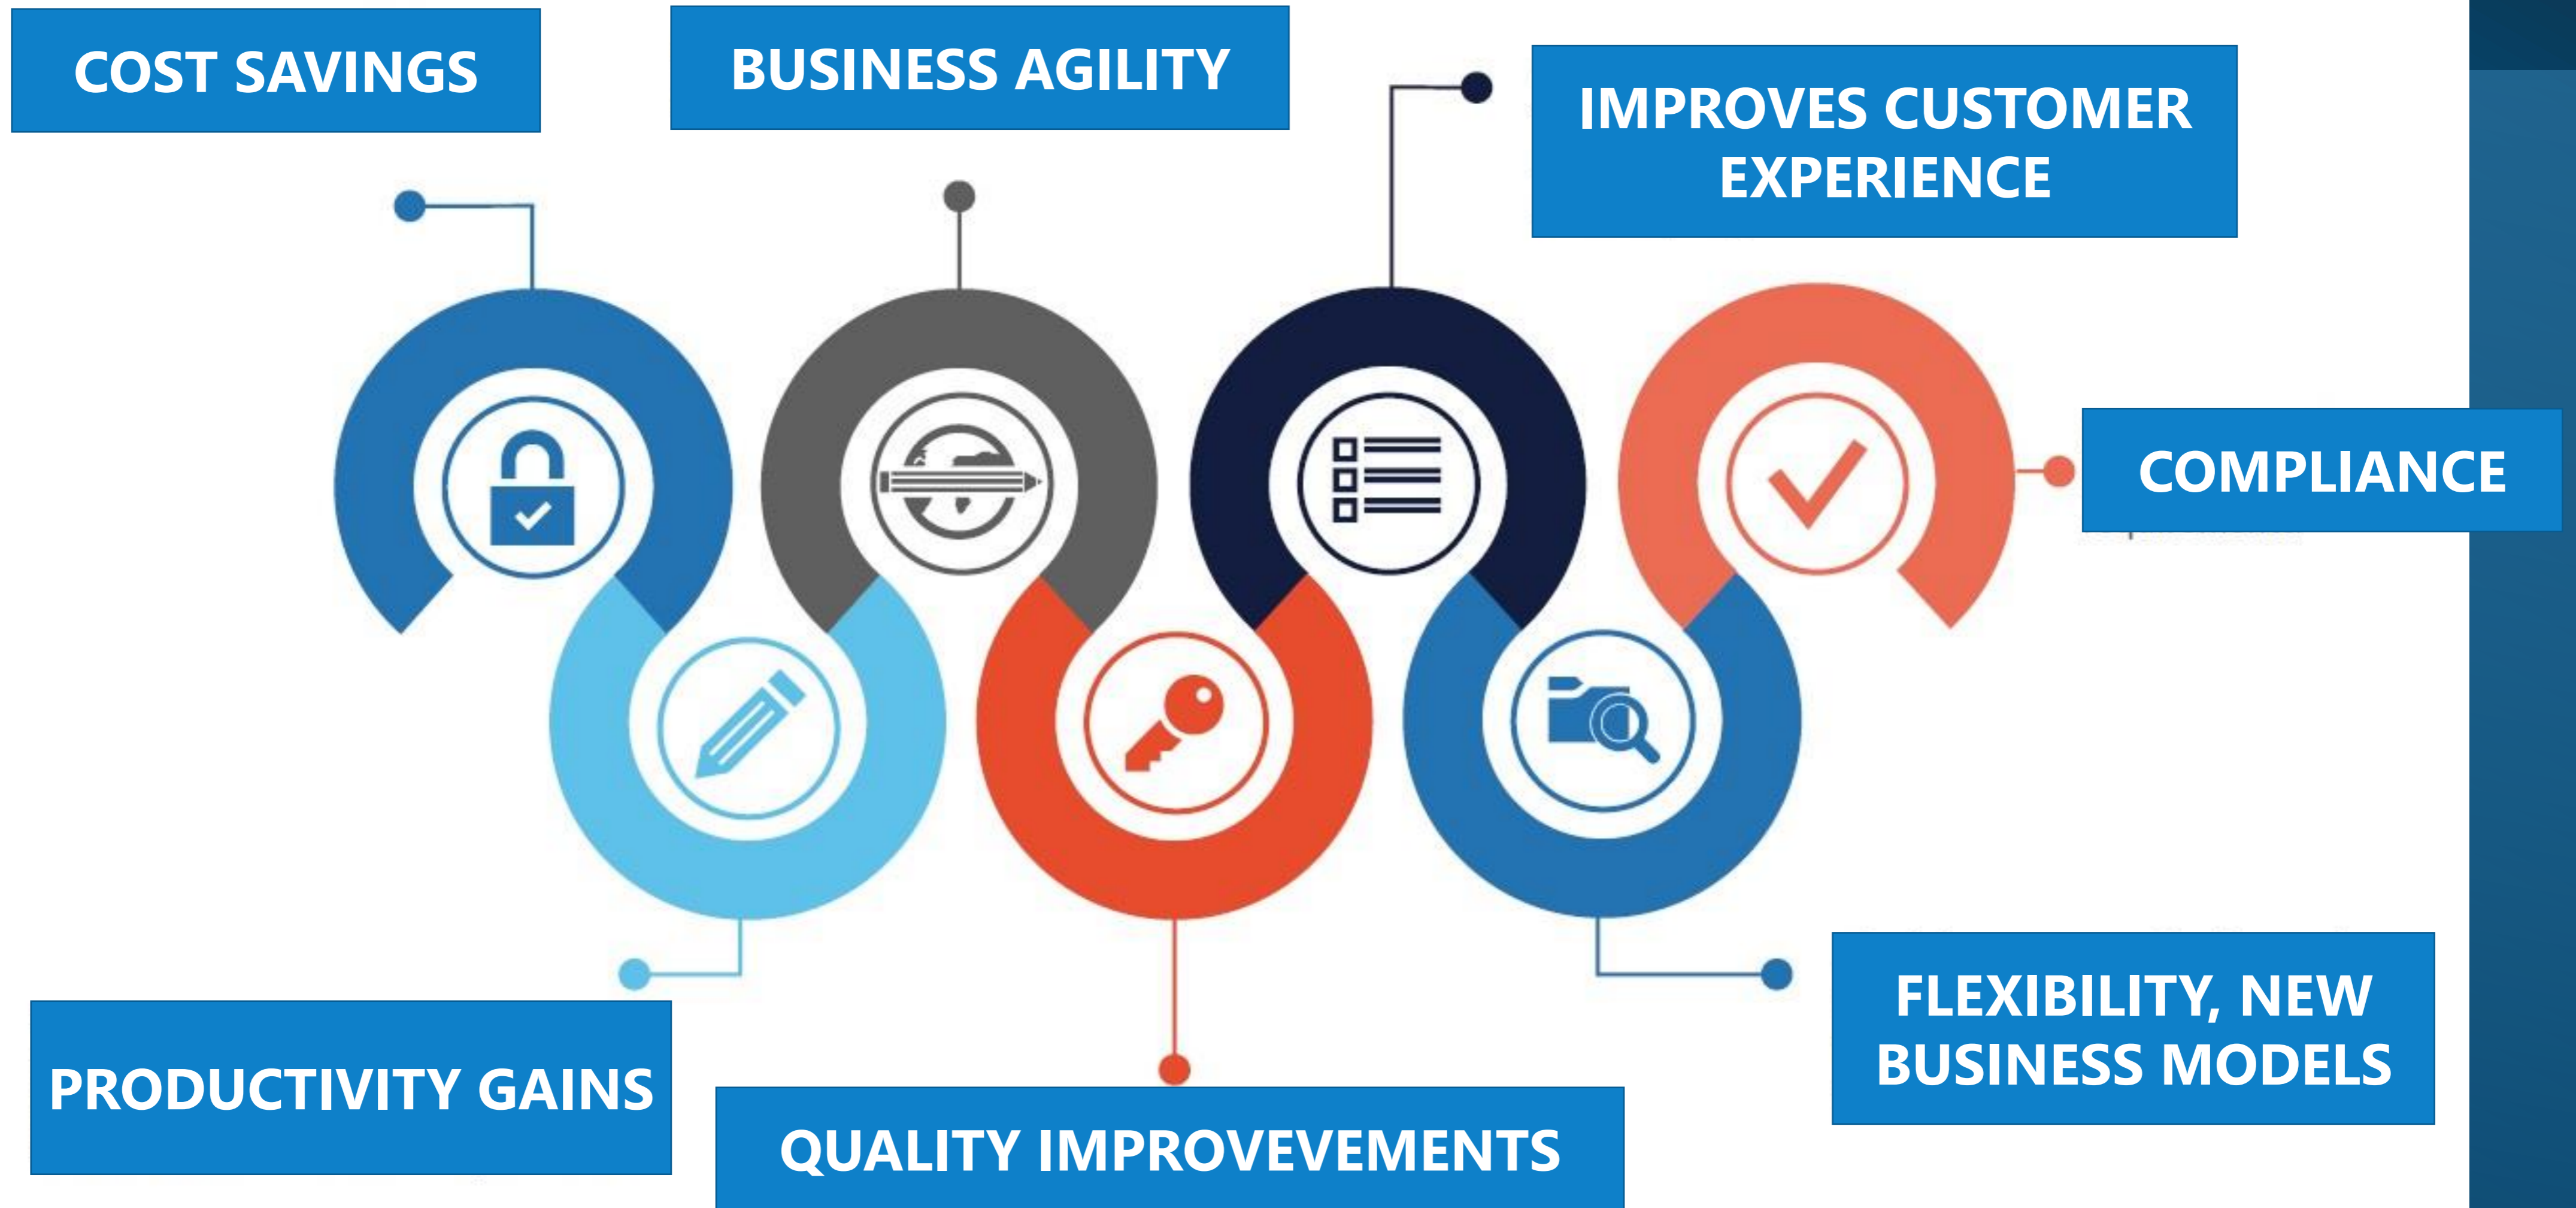 COST SAVINGS
BUSINESS AGILITY
IMPROVES CUSTOMER
EXPERIENCE
COMPLIANCE
FLEXIBILITY, NEW
BUSINESS MODELS
PRODUCTIVITY GAINS
QUALITY IMPROVEVEMENTS